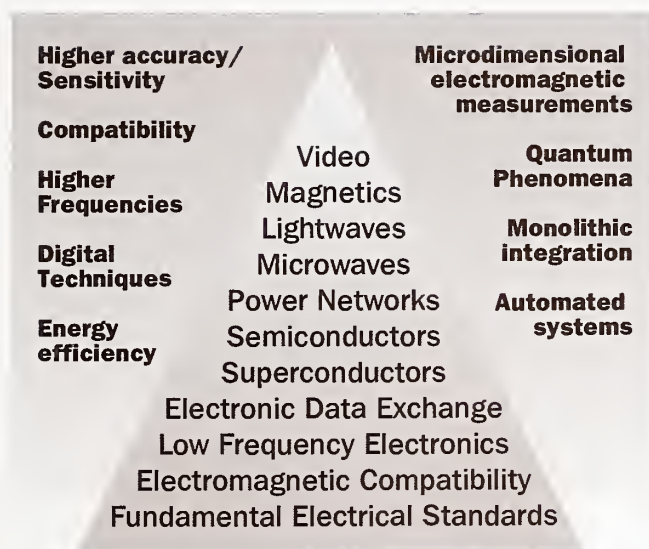 Higher accuracy/
Sensitivity
Compatibility
Higher
Frequencies
Digital
Techniques
Energy
efficiency
Video
Magnetics
Lightwaves
Microwaves
Power Networks
Semiconductors
Superconductors
Electronic Data Exchange
Low Frequency Electronics
Electromagnetic Compatibility
Fundamental Electrical Standards
Microdimensional
electromagnetic
measurements
Quantum
Phenomena
Monolithic
integration
Automated
systems